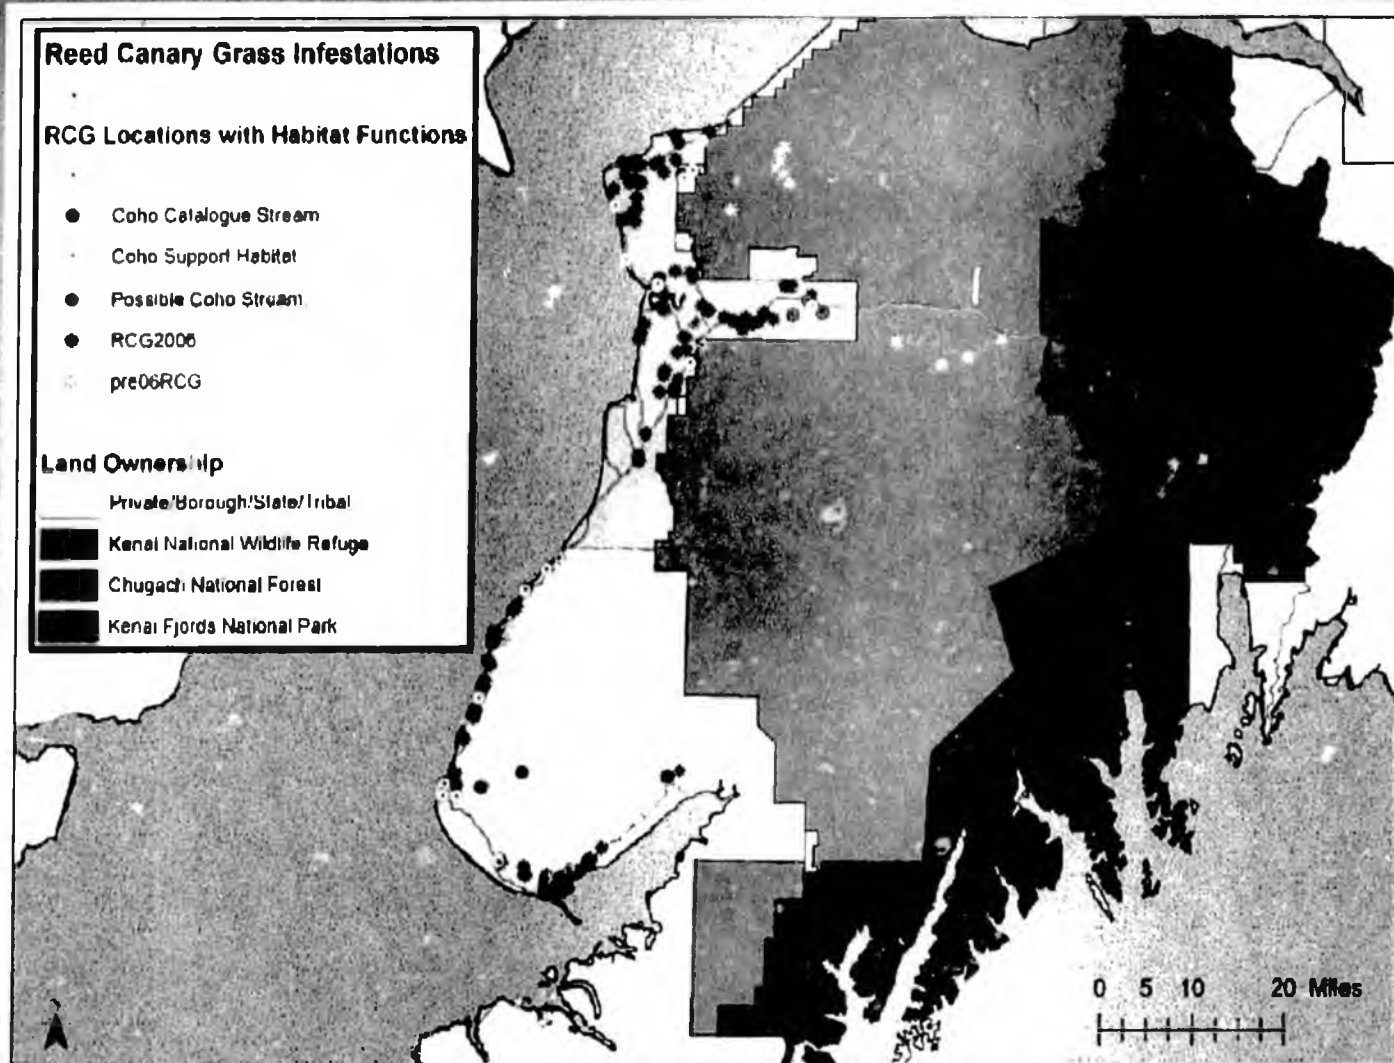 Reed Canary Grass Infestations
RCG Locations with Habitat Functions
Coho Catalogue Stream
Coho Support Habitat
Possible Coho Stream
RCG2006
pre06RCG
Land Ownership
Private/Borough/State/Tribal
Kenai National Wildlife Refuge
Chugach National Forest
Kenai Fjords National Park
0 5 10 20 Miles